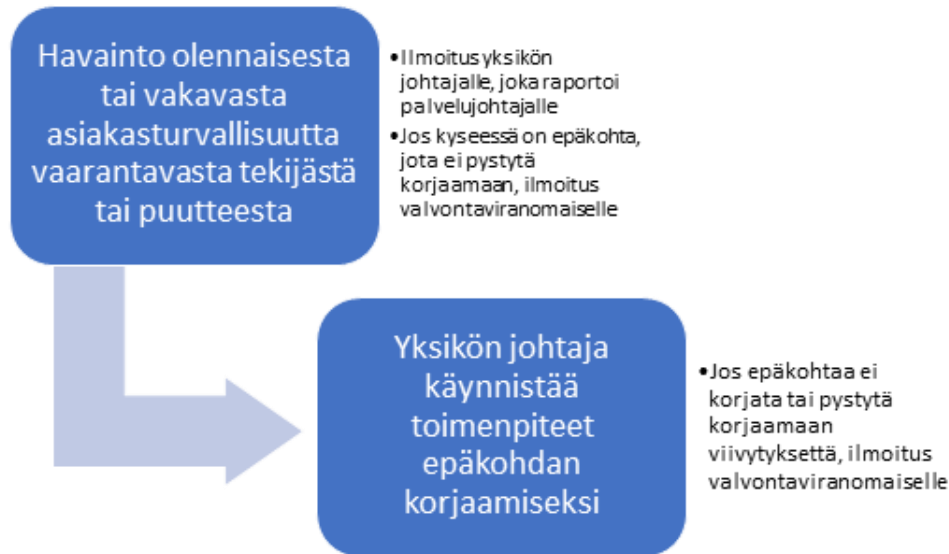 Havainto olennaisesta
tai vakavasta
asiakasturvallisuutta
vaarantavasta tekijästä
tai puutteesta
•Ilmoitus yksikön
johtajalle, joka raportoi
palvelujohtajalle
•Jos kyseessä on epäkohta,
jota ei pystytä
korjaamaan, ilmoitus
valvontaviranomaiselle
Yksikön johtaja
käynnistää
toimenpiteet
epäkohdan
korjaamiseksi
•Jos epäkohtaa ei
korjata tai pystytä
korjaamaan
viivytyksettä, ilmoitus
valvontaviranomaiselle